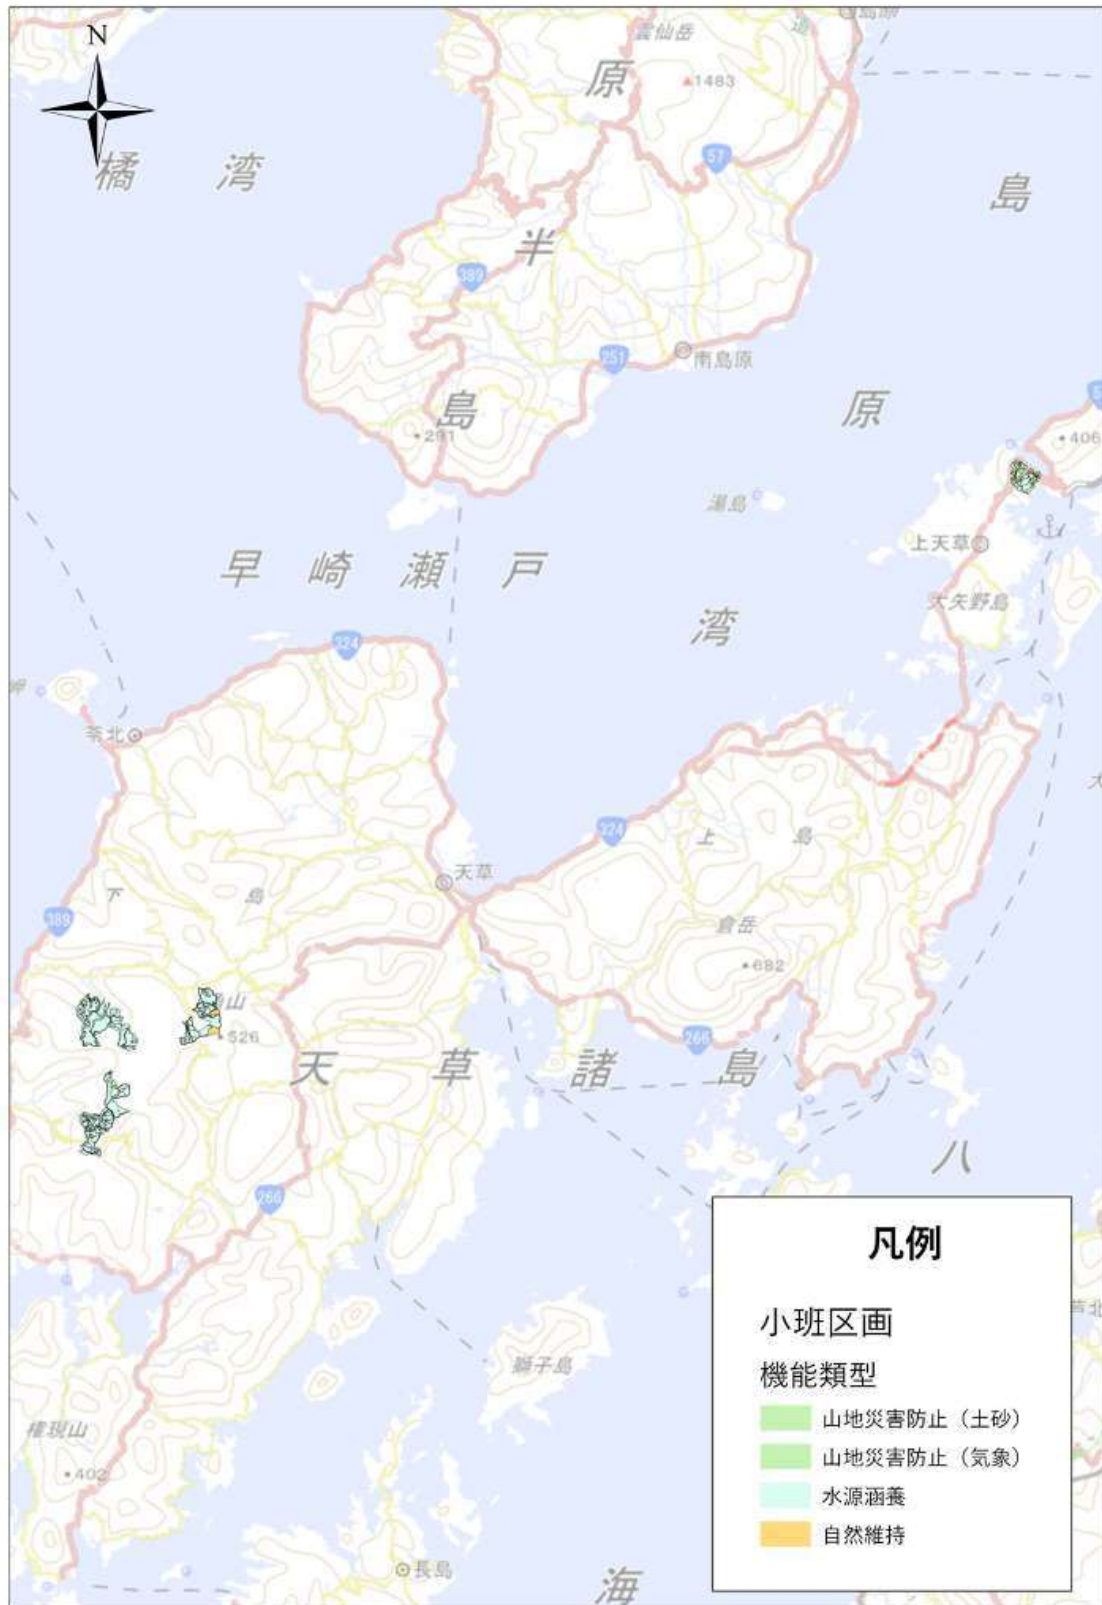 N
雲仙岳
原
1483
橘 湾
57
島
半
389
251
南島原
島
291
原
406
湯島
上天草
早 崎 瀬 戸
大矢野島
湾
324
岬
苓北
324
上 島
天草
下 島
389
倉岳
682
山
526
266
天 草 諸 島
八
266
凡例
小班区画
機能類型
山地災害防止（土砂）
山地災害防止（気象）
水源涵養
自然維持
芦北
獅子島
権現山
402
長島
海